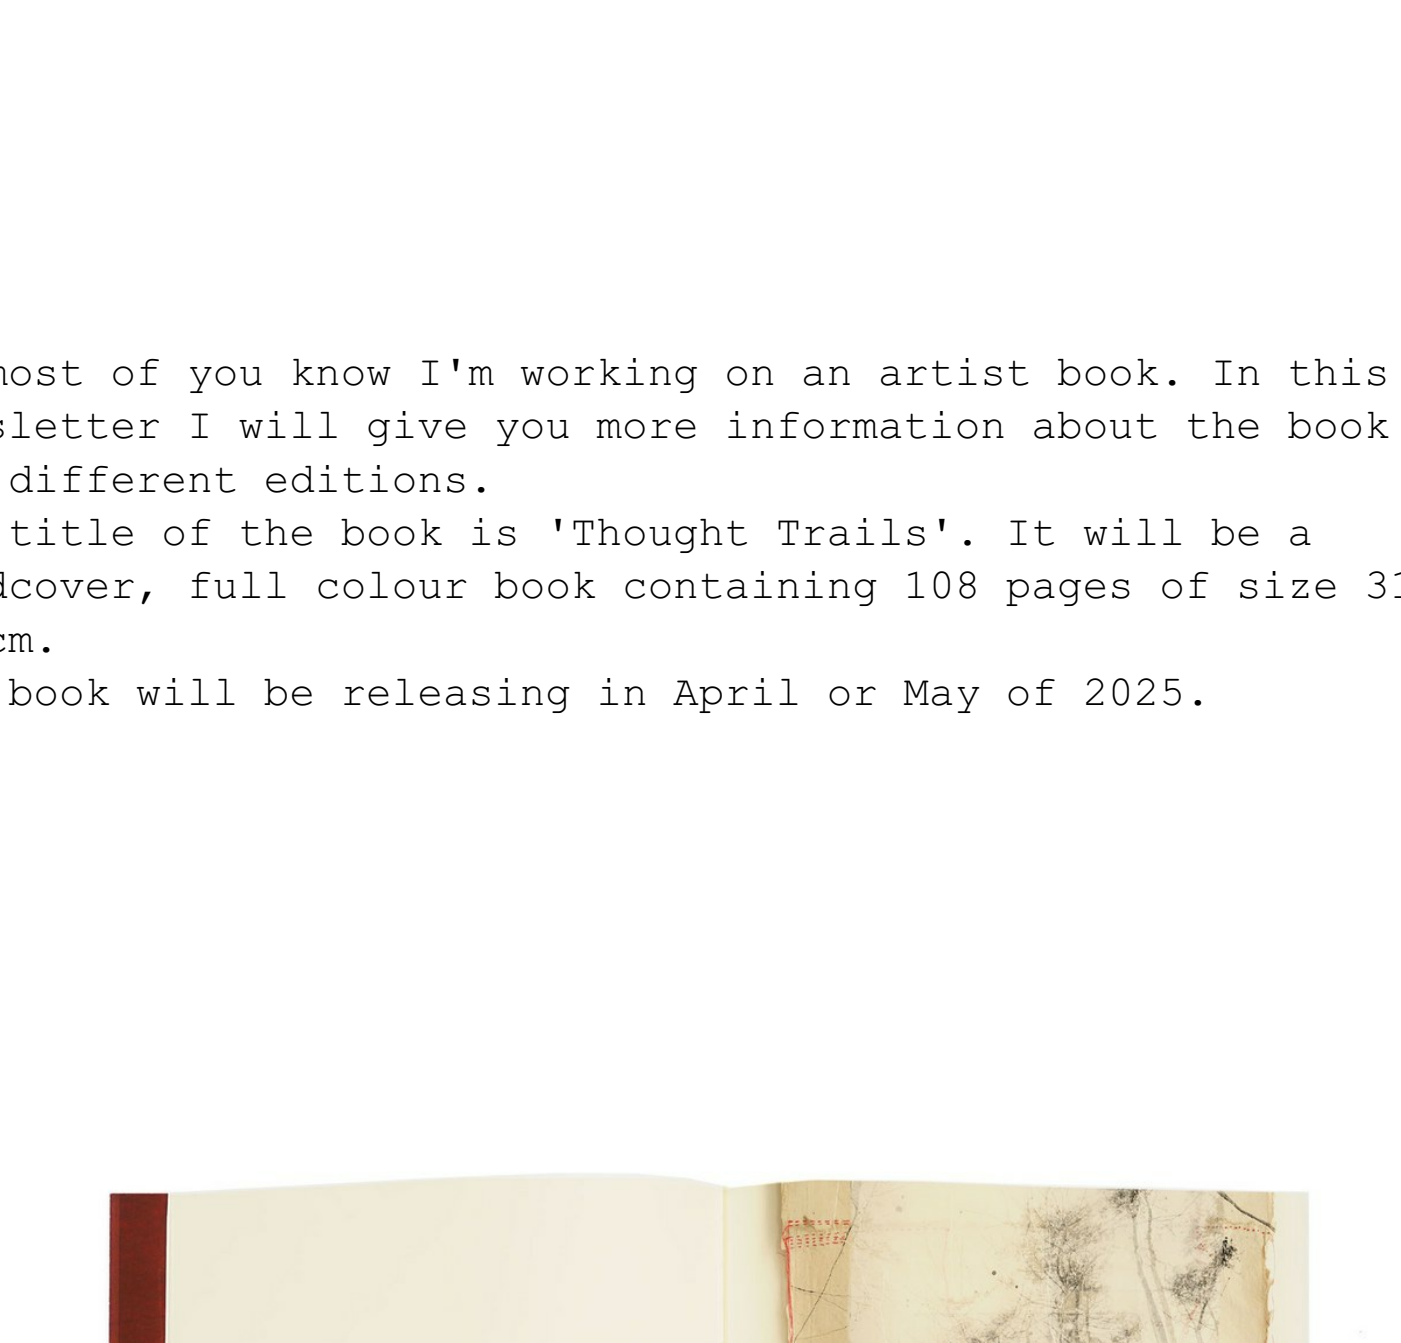 most of you know I'm working on an artist book. In this
sletter I will give you more information about the book
different editions.
title of the book is 'Thought Trails'. It will be a
dcover, full colour book containing 108 pages of size 31
cm.
book will be releasing in April or May of 2025.